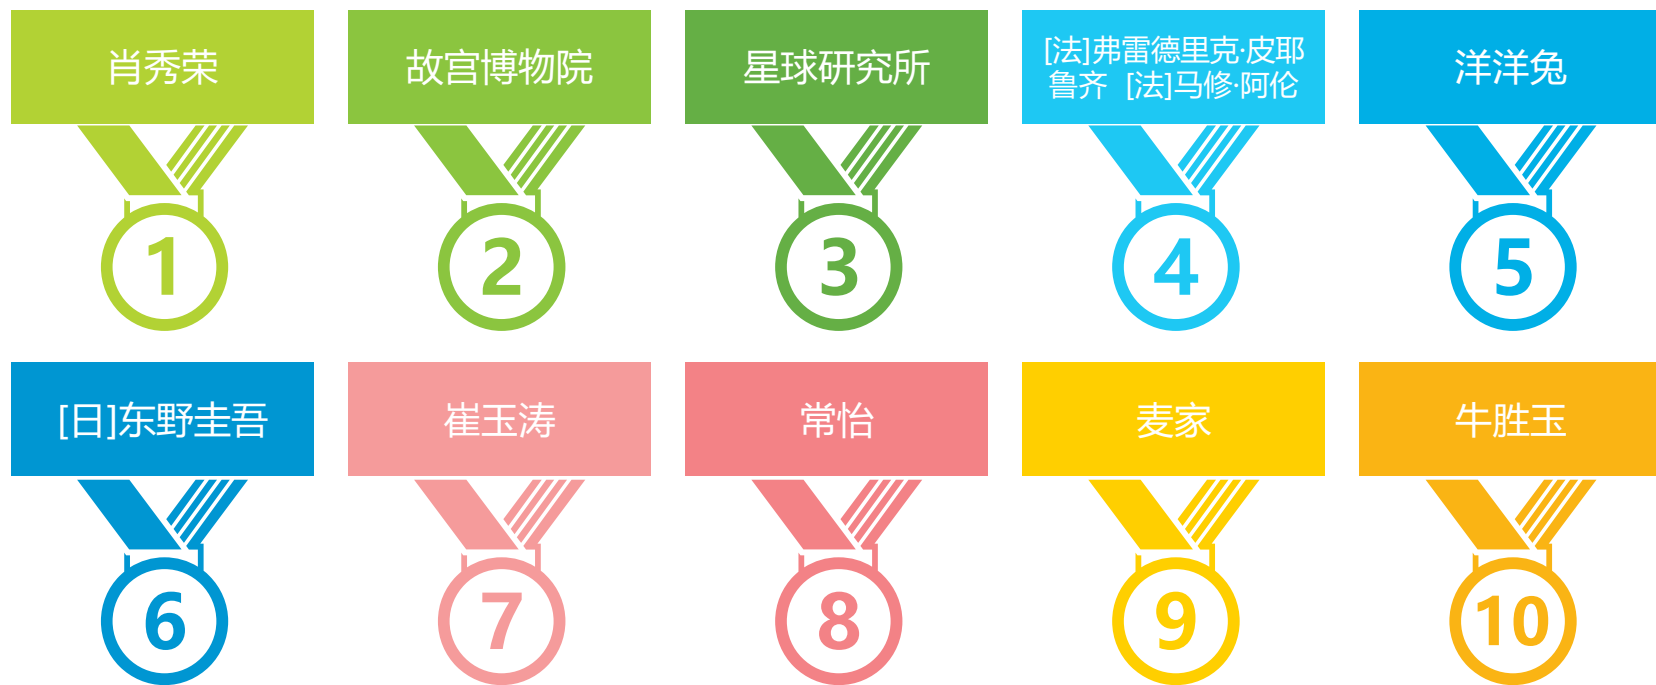 肖秀荣
故宫博物院
星球研究所
[法]弗雷德里克·皮耶
鲁齐 [法]马修·阿伦
洋洋兔
1
2
3
4
5
[日]东野圭吾
崔玉涛
常怡
麦家
牛胜玉
6
7
8
9
10